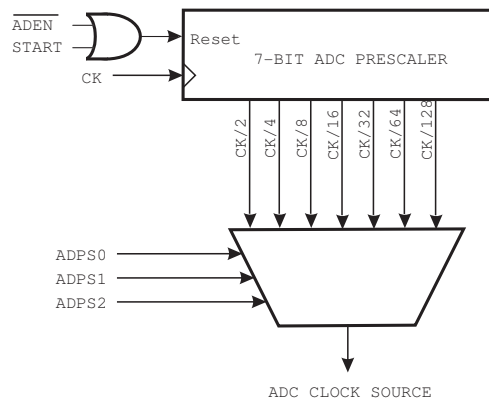 ADEN
START
Reset
7-BIT ADC PRESCALER
CK
CK/2
CK/4
CK/8
CK/16
CK/32
CK/64
CK/128
ADPS0
ADPS1
ADPS2
ADC CLOCK SOURCE